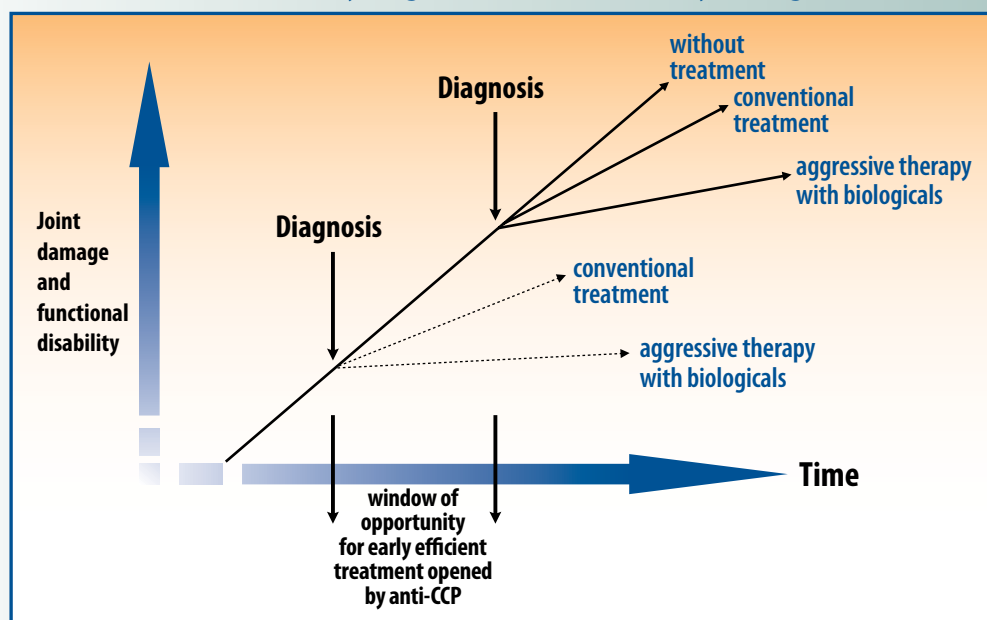 without
treatment
Diagnosis
conventional
treatment
aggressive therapy
with biologicals
Joint
damage
and
functional
disability
Diagnosis
conventional
treatment
aggressive therapy
with biologicals
Time
window of
opportunity
for early efficient
treatment opened
by anti-CCP